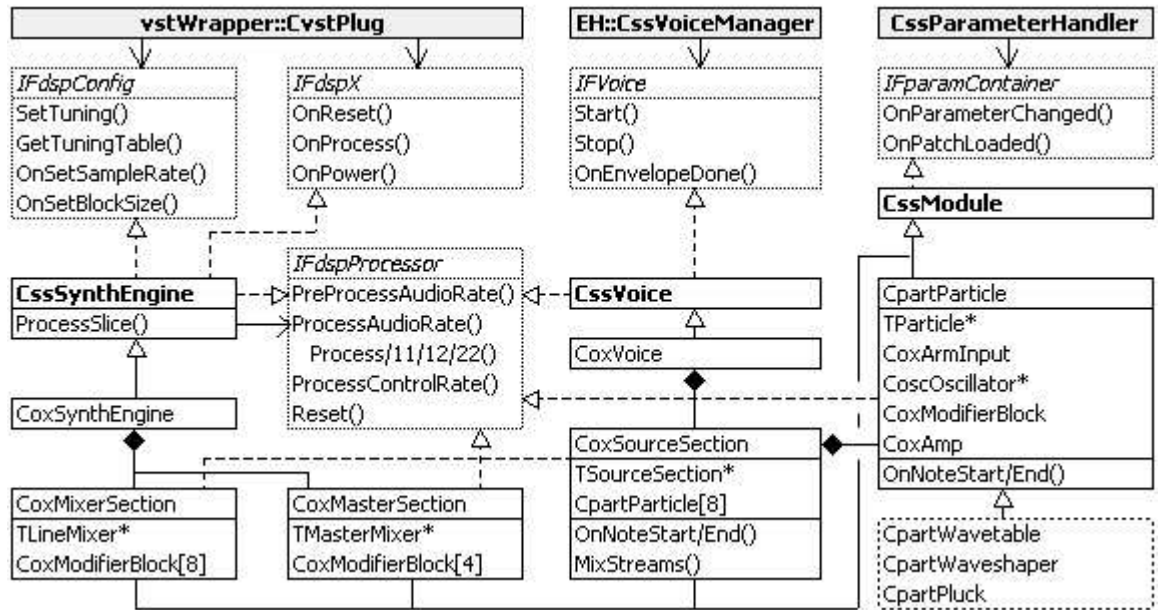 vstWrapper::CvstPlug
EH::CssVoiceManager
CssParameterHandler
IFdspConfig
SetTuning()
GetTuningTable()
OnSetSampleRate()
OnSetBlockSize()
IFdspX
OnReset()
OnProcess()
OnPower()
IFVoice
Start()
Stop()
OnEnvelopeDone()
IFparamContainer
OnParameterChanged()
OnPatchLoaded()
CssModule
CssSynthEngine
ProcessSlice()
IFdspProcessor
PreProcessAudioRate()
ProcessAudioRate()
Process/11/12/22()
ProcessControlRate()
Reset()
CssVoice
CoxVoice
CpartParticle
TParticle*
CoxArmInput
CoscOscillator*
CoxModifierBlock
CoxAmp
OnNoteStart/End()
CoxSynthEngine
CoxMixerSection
TLineMixer*
CoxModifierBlock[8]
CoxMasterSection
TMasterMixer*
CoxModifierBlock[4]
CoxSourceSection
TSourceSection*
CpartParticle[8]
OnNoteStart/End()
MixStreams()
CpartWavetable
CpartWaveshaper
CpartPluck